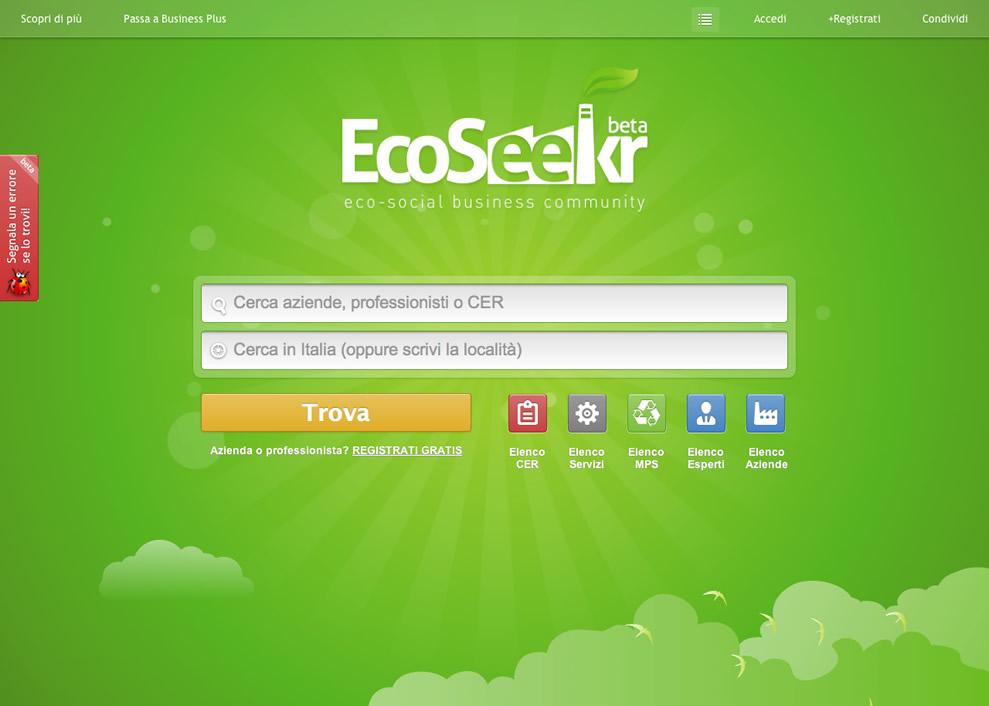 Scopri di più
Passa a Business Plus
Accedi
+Registrati
Condividi
EcoSeekr beta
eco-social business community
beta
Segnala un errore
se lo trovi!
Cerca aziende, professionisti o CER
Cerca in Italia (oppure scrivi la località)
Trova
Azienda o professionista? REGISTRATI GRATIS
Elenco
CER
Elenco
Servizi
Elenco
MPS
Elenco
Esperti
Elenco
Aziende